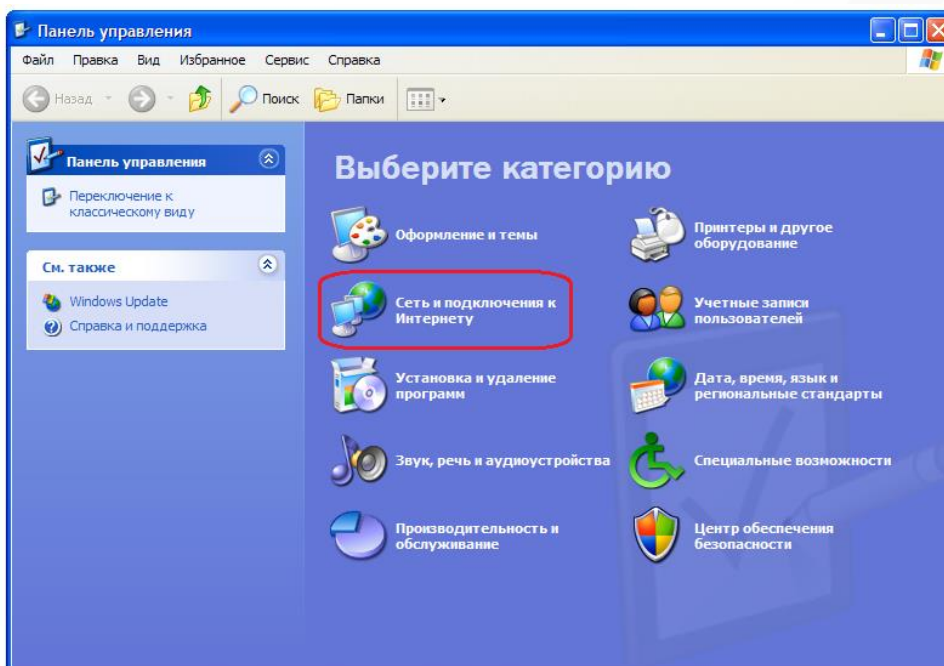 Панель управления
Файл Правка Вид Избранное Сервис Справка
Назад Поиск Папки
Панель управления
Переключение к
классическому виду
См. также
Windows Update
Справка и поддержка
Выберите категорию
Оформление и темы
Принтеры и другое
оборудование
Сеть и подключения к
Интернету
Учетные записи
пользователей
Установка и удаление
программ
Дата, время, язык и
региональные стандарты
Звук, речь и аудиоустройства
Специальные возможности
Производительность и
обслуживание
Центр обеспечения
безопасности